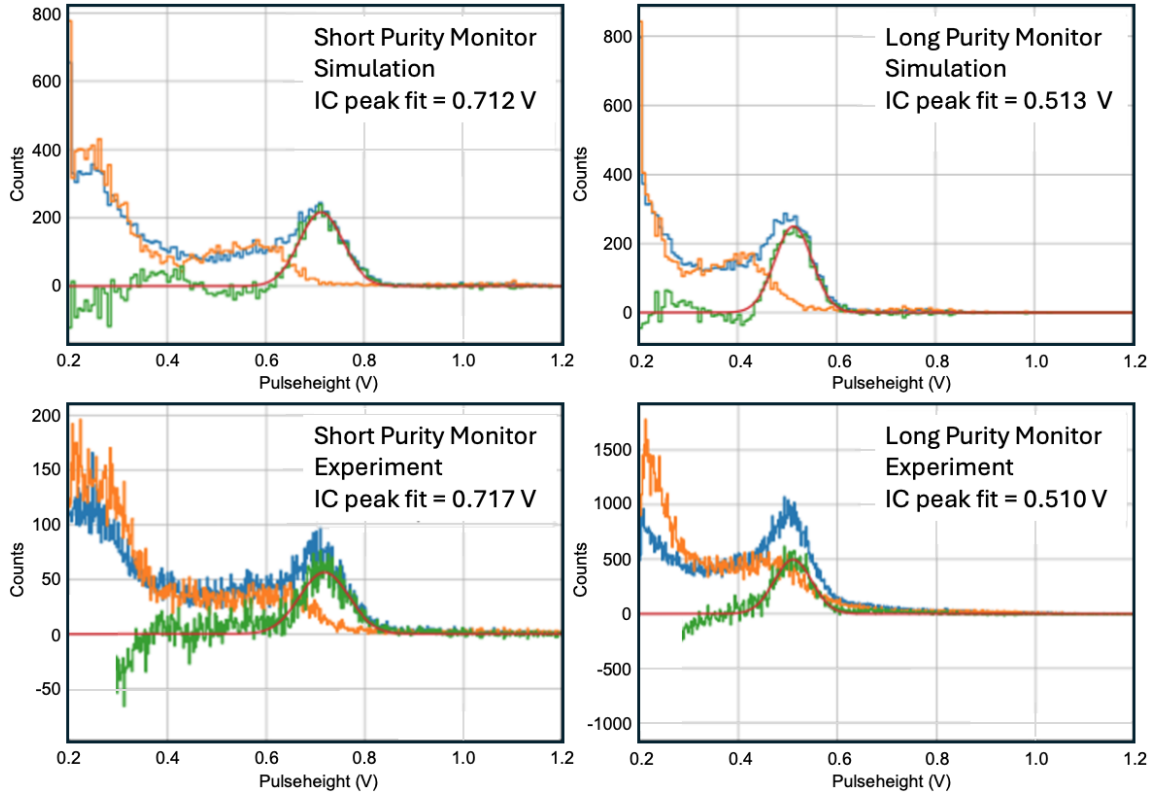 800
600
400
200
0
Counts
Short Purity Monitor
Simulation
IC peak fit = 0.712 V
0.2 0.4 0.6 0.8 1.0 1.2
Pulseheight (V)
800
600
400
200
0
Counts
Long Purity Monitor
Simulation
IC peak fit = 0.513 V
0.2 0.4 0.6 0.8 1.0 1.2
Pulseheight (V)
200
150
100
50
0
-50
Counts
Short Purity Monitor
Experiment
IC peak fit = 0.717 V
0.2 0.4 0.6 0.8 1.0 1.2
Pulseheight (V)
1500
1000
500
0
-500
-1000
Counts
Long Purity Monitor
Experiment
IC peak fit = 0.510 V
0.2 0.4 0.6 0.8 1.0 1.2
Pulseheight (V)